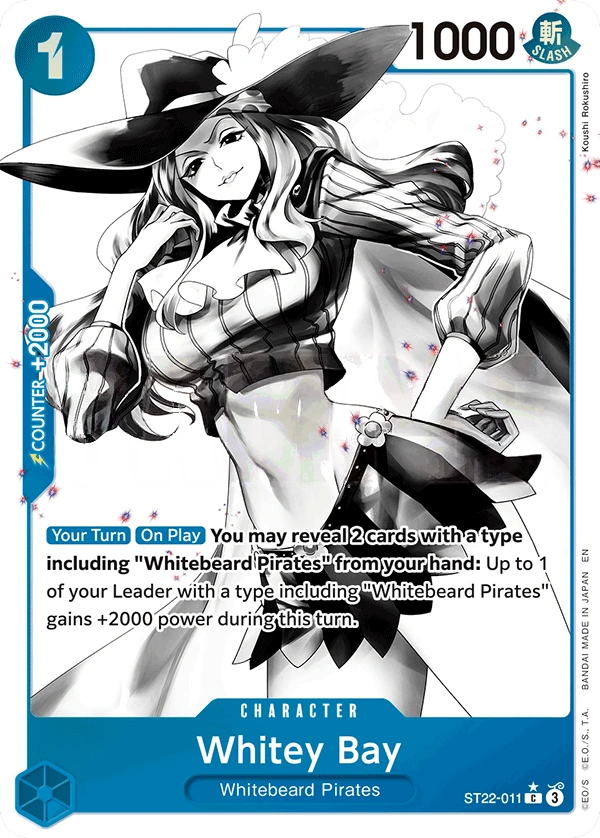 1
1000
斬
SLASH
Koushi Rokushiro
COUNTER +2000
Your Turn On Play You may reveal 2 cards with a type
including "Whitebeard Pirates" from your hand: Up to 1
of your Leader with a type including "Whitebeard Pirates"
gains +2000 power during this turn.
©EO/S ©E.O./S., T.A. BANDAI MADE IN JAPAN EN
CHARACTER
Whitey Bay
Whitebeard Pirates
ST22-011 C 3